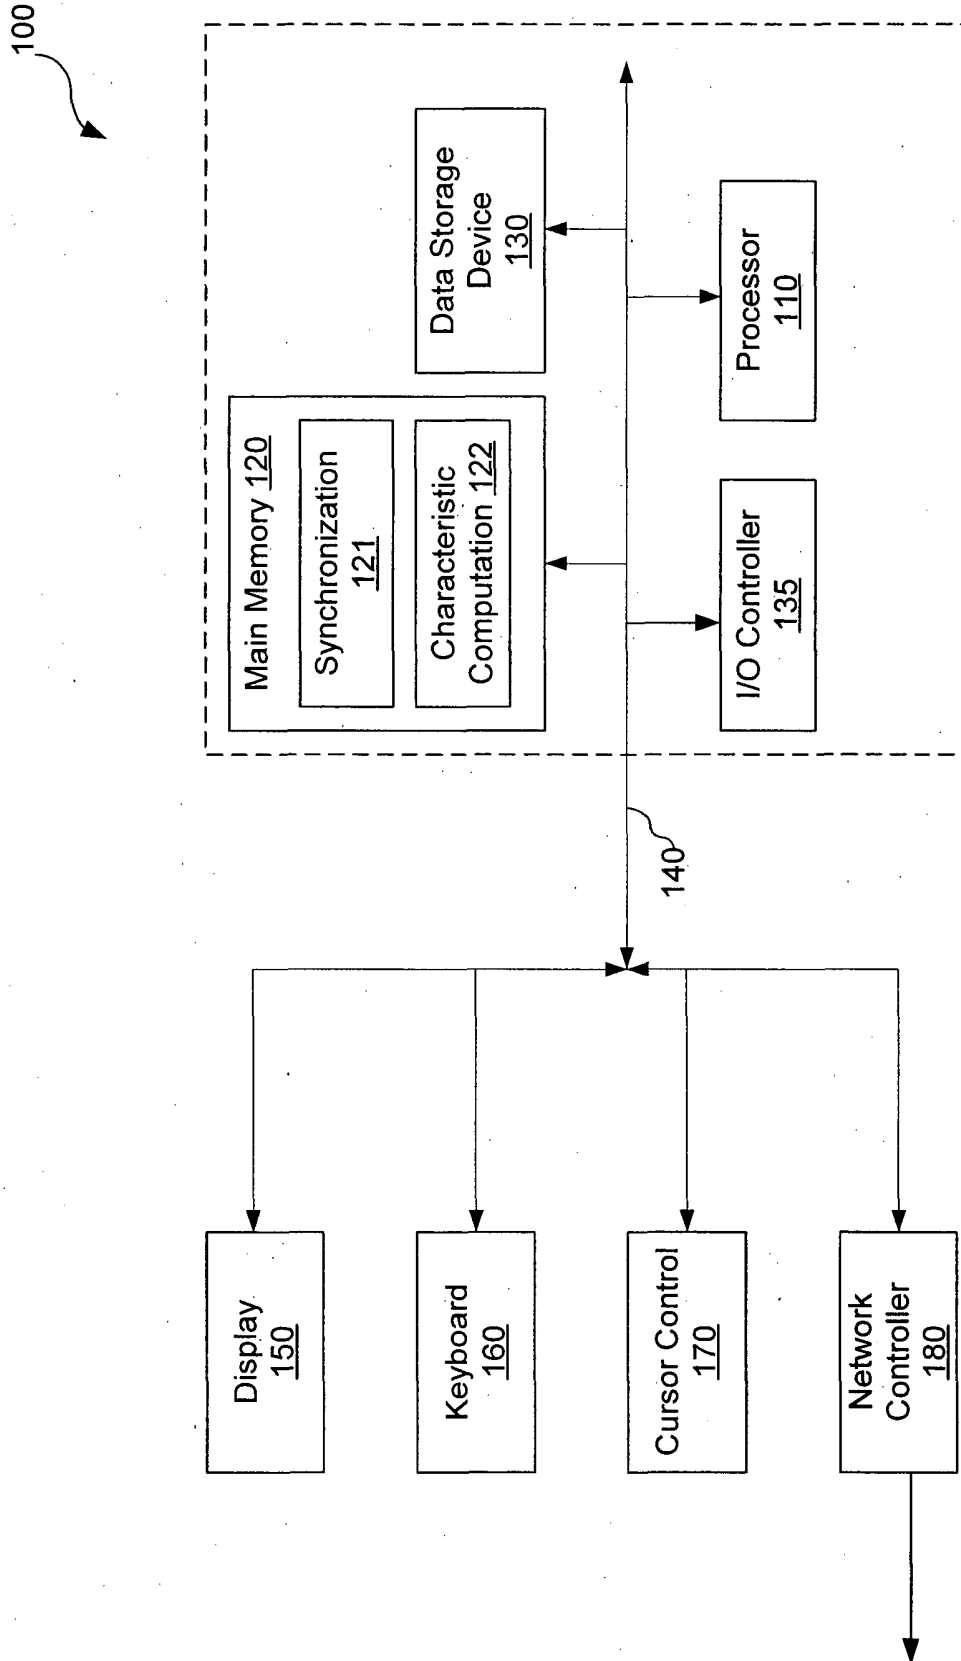 100
Main Memory 120
Synchronization
121
Characteristic
Computation 122
Data Storage
Device
130
I/O Controller
135
Processor
110
140
Display
150
Keyboard
160
Cursor Control
170
Network
Controller
180